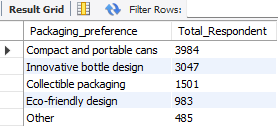 Result Grid Filter Rows:
Packaging_preference Total_Respondent
Compact and portable cans 3984
Innovative bottle design 3047
Collectible packaging 1501
Eco-friendly design 983
Other 485